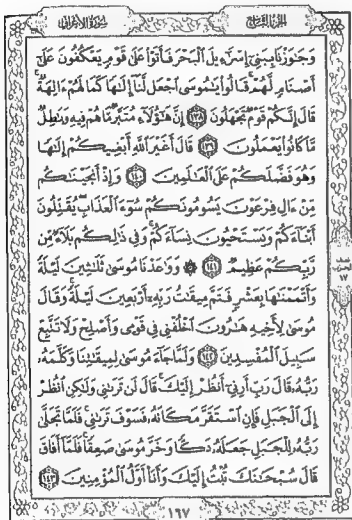 الجزء التاسع
سورة الأعراف
وَجَٰوَزْنَا بِبَنِىٓ إِسْرَٰٓءِيلَ ٱلْبَحْرَ فَأَتَوْا۟ عَلَىٰ قَوْمٍ يَعْكُفُونَ عَلَىٰٓ
أَصْنَامٍ لَّهُمْ ۚ قَالُوا۟ يَٰمُوسَى ٱجْعَل لَّنَآ إِلَٰهًا كَمَا لَهُمْ ءَالِهَةٌ ۚ
قَالَ إِنَّكُمْ قَوْمٌ تَجْهَلُونَ ١٣٨ إِنَّ هَٰٓؤُلَآءِ مُتَبَّرٌ مَّا هُمْ فِيهِ وَبَٰطِلٌ
مَّا كَانُوا۟ يَعْمَلُونَ ١٣٩ قَالَ أَغَيْرَ ٱللَّهِ أَبْغِيكُمْ إِلَٰهًا
وَهُوَ فَضَّلَكُمْ عَلَى ٱلْعَٰلَمِينَ ١٤٠ وَإِذْ أَنجَيْنَٰكُم
مِّنْ ءَالِ فِرْعَوْنَ يَسُومُونَكُمْ سُوٓءَ ٱلْعَذَابِ ۖ يُقَتِّلُونَ
أَبْنَآءَكُمْ وَيَسْتَحْيُونَ نِسَآءَكُمْ ۚ وَفِى ذَٰلِكُم بَلَآءٌ مِّن
رَّبِّكُمْ عَظِيمٌ ١٤١ ۞ وَوَٰعَدْنَا مُوسَىٰ ثَلَٰثِينَ لَيْلَةً
وَأَتْمَمْنَٰهَا بِعَشْرٍ فَتَمَّ مِيقَٰتُ رَبِّهِۦٓ أَرْبَعِينَ لَيْلَةً ۚ وَقَالَ
مُوسَىٰ لِأَخِيهِ هَٰرُونَ ٱخْلُفْنِى فِى قَوْمِى وَأَصْلِحْ وَلَا تَتَّبِعْ
سَبِيلَ ٱلْمُفْسِدِينَ ١٤٢ وَلَمَّا جَآءَ مُوسَىٰ لِمِيقَٰتِنَا وَكَلَّمَهُۥ
رَبُّهُۥ قَالَ رَبِّ أَرِنِىٓ أَنظُرْ إِلَيْكَ ۚ قَالَ لَن تَرَىٰنِى وَلَٰكِنِ ٱنظُرْ
إِلَى ٱلْجَبَلِ فَإِنِ ٱسْتَقَرَّ مَكَانَهُۥ فَسَوْفَ تَرَىٰنِى ۚ فَلَمَّا تَجَلَّىٰ
رَبُّهُۥ لِلْجَبَلِ جَعَلَهُۥ دَكًّا وَخَرَّ مُوسَىٰ صَعِقًا ۚ فَلَمَّآ أَفَاقَ
قَالَ سُبْحَٰنَكَ تُبْتُ إِلَيْكَ وَأَنَا۠ أَوَّلُ ٱلْمُؤْمِنِينَ ١٤٣
١٦٧